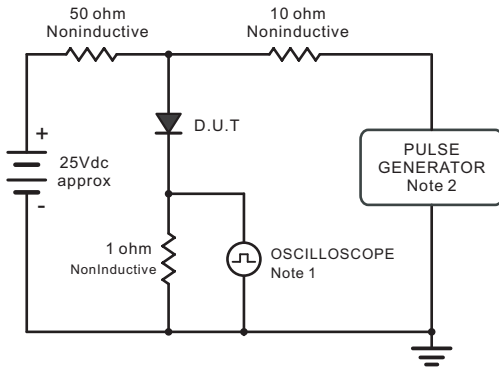 50 ohm
Noninductive
10 ohm
Noninductive
+
25Vdc
approx
-
D.U.T
PULSE
GENERATOR
Note 2
1 ohm
NonInductive
OSCILLOSCOPE
Note 1